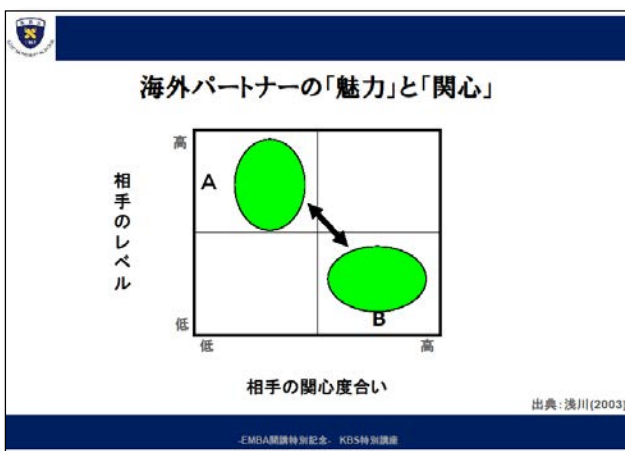 海外パートナーの「魅力」と「関心」
高
A
相手のレベル
B
低
低
高
相手の関心度合い
出典:浅川(2003)
-EMBA開講特別記念- KBS特別講座